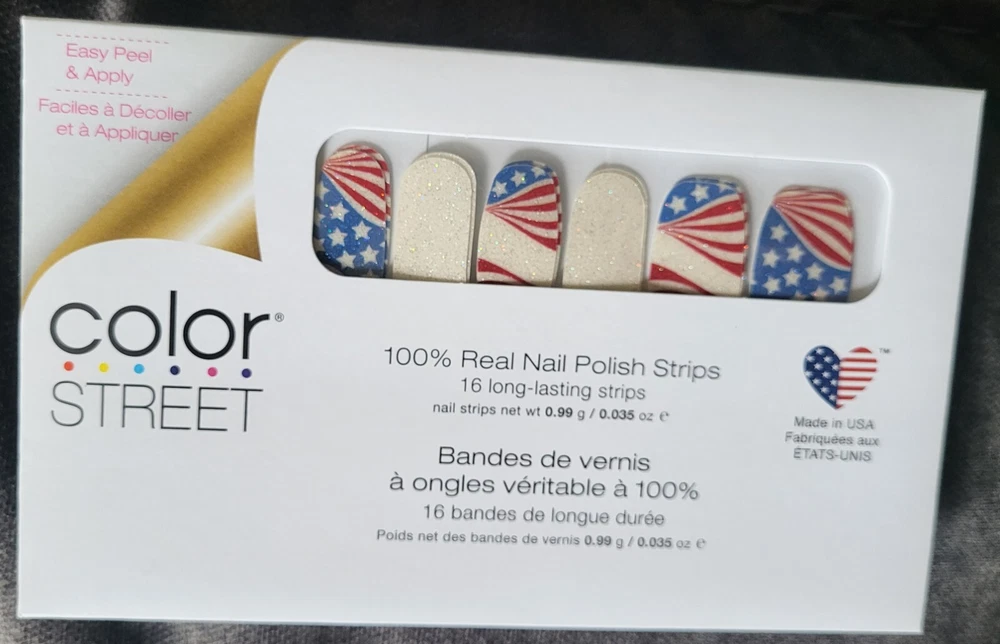 Easy Peel
& Apply
Faciles à Décoller
et à Appliquer
color®
STREET
100% Real Nail Polish Strips
16 long-lasting strips
nail strips net wt 0.99 g / 0.035 oz ℮
Bandes de vernis
à ongles véritable à 100%
16 bandes de longue durée
Poids net des bandes de vernis 0.99 g / 0.035 oz ℮
™
Made in USA
Fabriquées aux
ÉTATS-UNIS